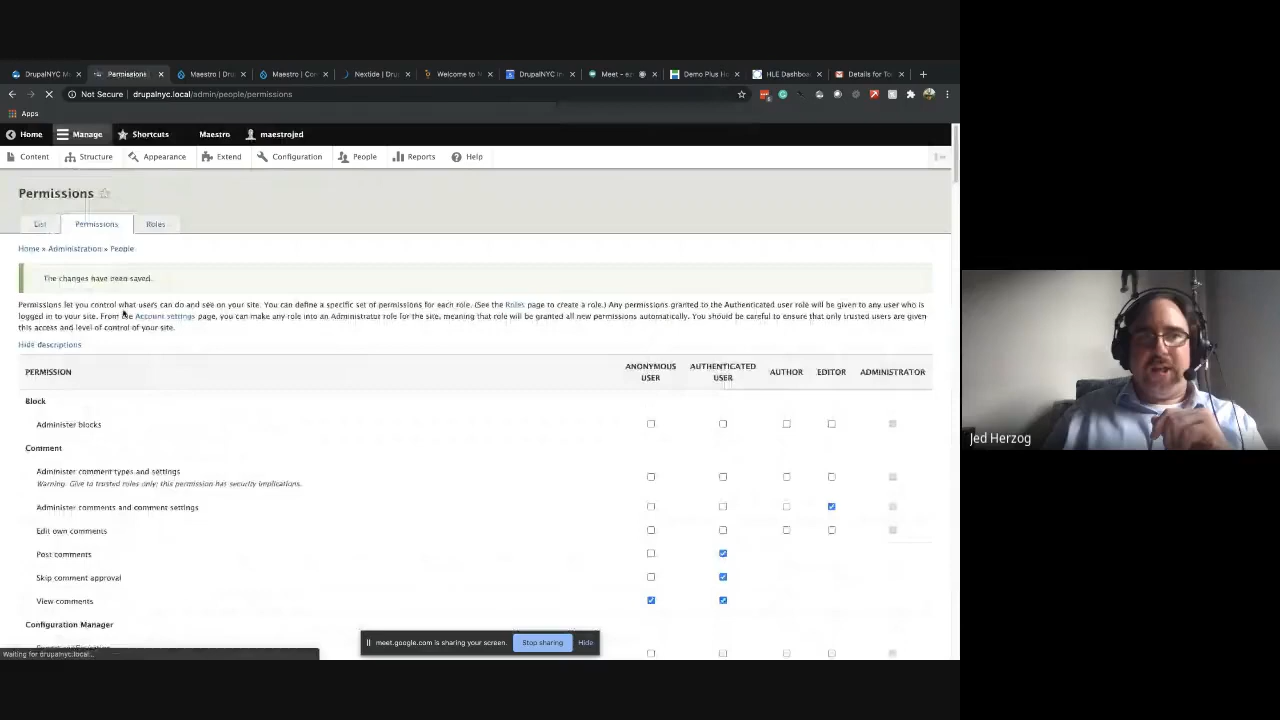 DrupalNYC M
Permissions
Maestro | Dru
Maestro | Con
Nextide | Dru
Welcome to N
DrupalNYC In
Meet - e
Demo Plus Ho
HLE Dashboa
Details for To
Not Secure
drupalnyc.local/admin/people/permissions
Apps
Home
Manage
Shortcuts
Maestro
maestrojed
Content
Structure
Appearance
Extend
Configuration
People
Reports
Help
Permissions
List
Permissions
Roles
Home » Administration » People
The changes have been saved.
Permissions let you control what users can do and see on your site. You can define a specific set of permissions for each role. (See the Roles page to create a role.) Any permissions granted to the Authenticated user role will be given to any user who is
logged in to your site. From the Account settings page, you can make any role into an Administrator role for the site, meaning that role will be granted all new permissions automatically. You should be careful to ensure that only trusted users are given
this access and level of control of your site.
Hide descriptions
PERMISSION
ANONYMOUS
USER
AUTHENTICATED
USER
AUTHOR
EDITOR
ADMINISTRATOR
Block
Administer blocks
Comment
Administer comment types and settings
Warning: Give to trusted roles only; this permission has security implications.
Administer comments and comment settings
Edit own comments
Post comments
Skip comment approval
View comments
Configuration Manager
meet.google.com is sharing your screen.
Stop sharing
Hide
Waiting for drupalnyc.local...
Jed Herzog